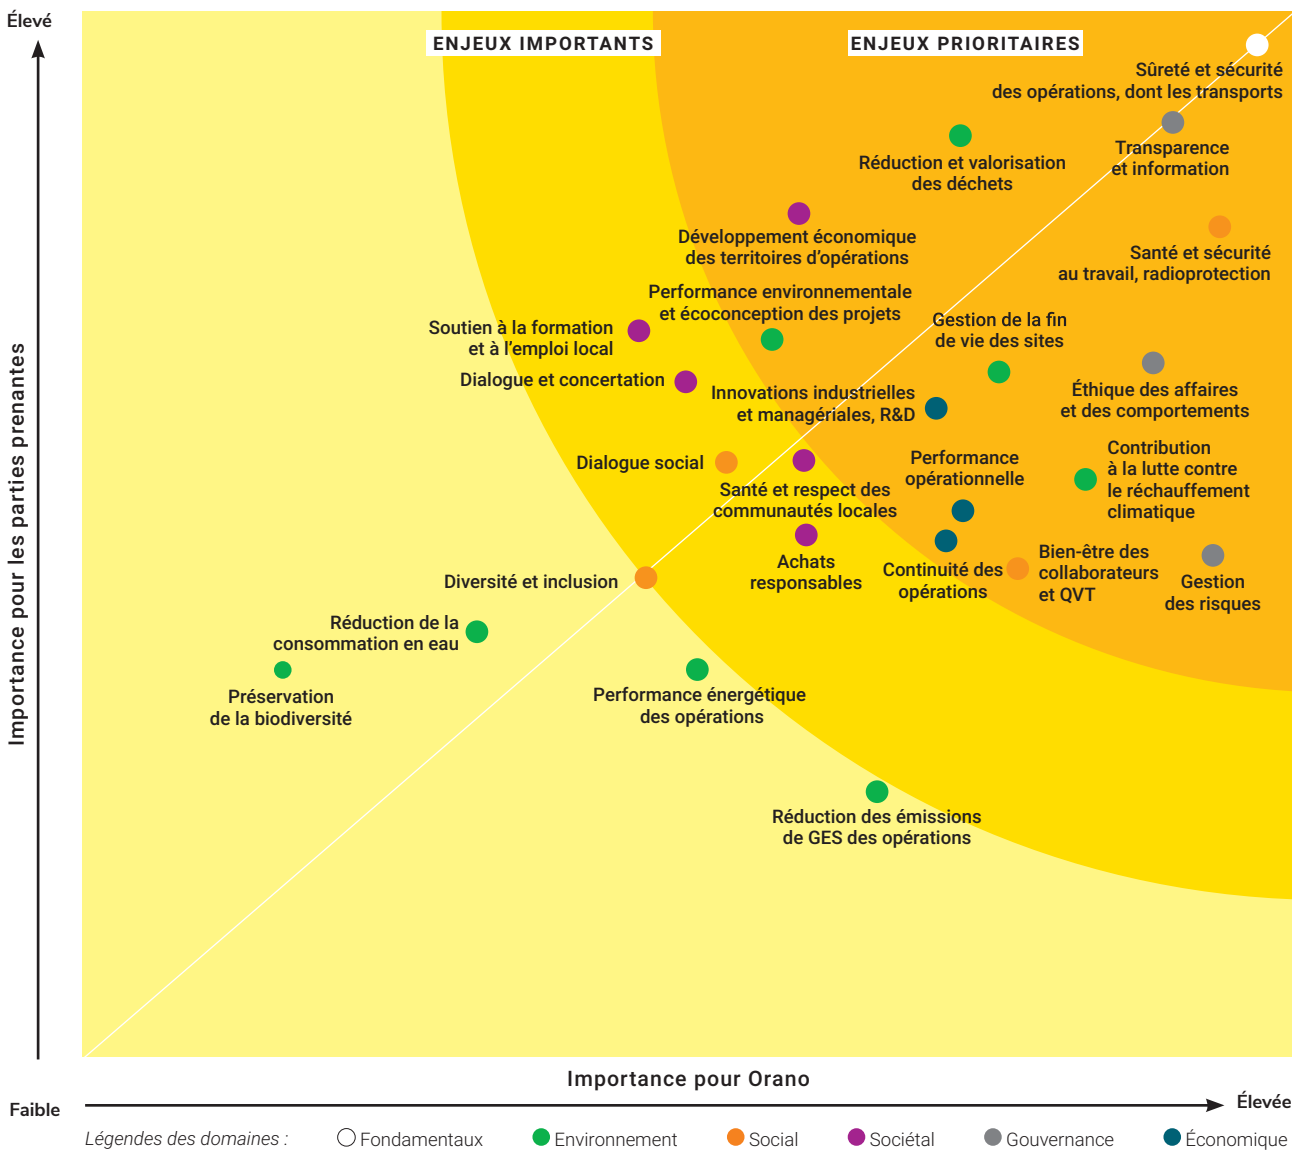 Élevé
ENJEUX IMPORTANTS
ENJEUX PRIORITAIRES
Sûreté et sécurité
des opérations, dont les transports
Transparence
et information
Réduction et valorisation
des déchets
Développement économique
des territoires d'opérations
Santé et sécurité
au travail, radioprotection
Performance environnementale
et écoconception des projets
Soutien à la formation
et à l'emploi local
Gestion de la fin
de vie des sites
Dialogue et concertation
Innovations industrielles
et managériales, R&D
Éthique des affaires
et des comportements
Dialogue social
Santé et respect des
communautés locales
Performance
opérationnelle
Contribution
à la lutte contre
le réchauffement
climatique
Achats
responsables
Continuité des
opérations
Bien-être des
collaborateurs
et QVT
Gestion
des risques
Diversité et inclusion
Réduction de la
consommation en eau
Préservation
de la biodiversité
Performance énergétique
des opérations
Réduction des émissions
de GES des opérations
Importance pour les parties prenantes
Importance pour Orano
Faible
Élevée
Légendes des domaines :
Fondamentaux
Environnement
Social
Sociétal
Gouvernance
Économique